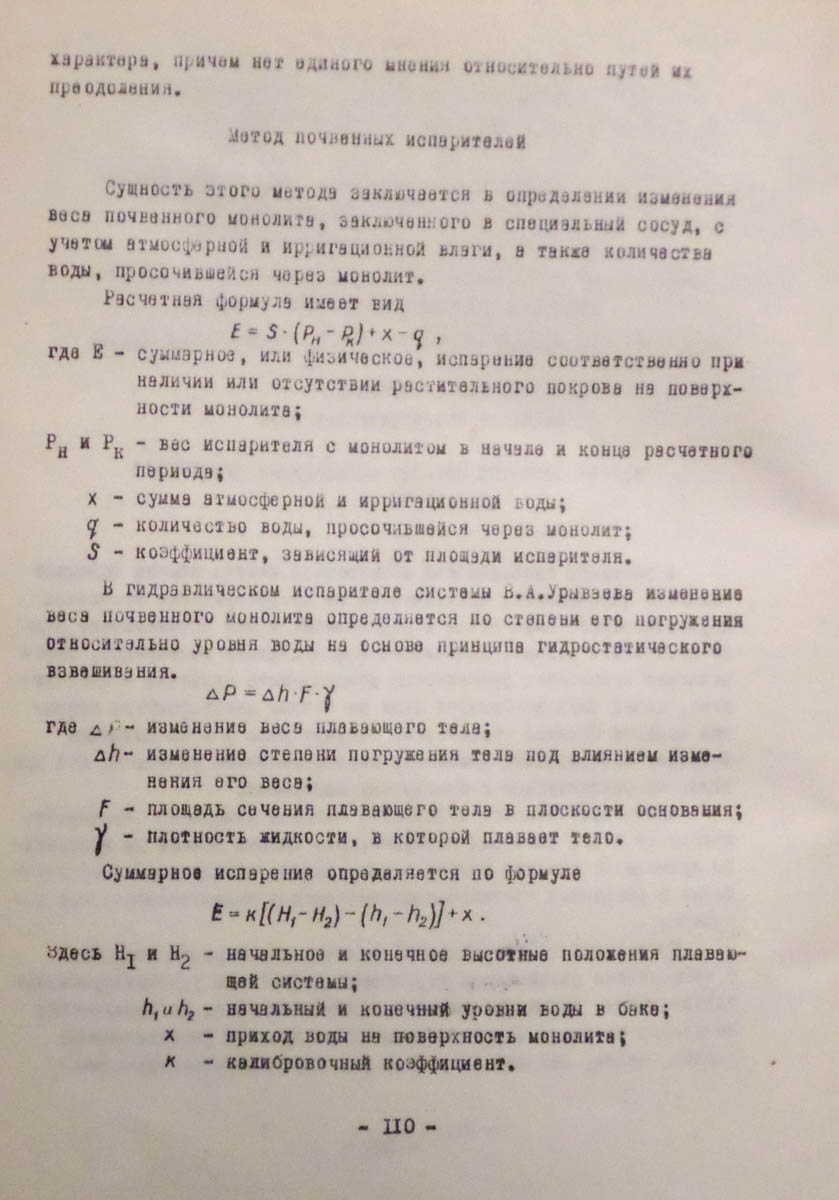 характера, причем нет единого мнения относительно путей их
преодоления.
Метод почвенных испарителей
Сущность этого метода заключается в определении изменения
веса почвенного монолита, заключенного в специальный сосуд, с
учетом атмосферной и ирригационной влаги, а также количества
воды, просочившейся через монолит.
Расчетная формула имеет вид
E = S·(Pн − Pк) + x − q ,
где E - суммарное, или физическое, испарение соответственно при
наличии или отсутствии растительного покрова на поверх-
ности монолита;
Pн и Pк - вес испарителя с монолитом в начале и конце расчетного
периода;
x - сумма атмосферной и ирригационной воды;
q - количество воды, просочившейся через монолит;
S - коэффициент, зависящий от площади испарителя.
В гидравлическом испарителе системы В.А.Урываева изменение
веса почвенного монолита определяется по степени его погружения
относительно уровня воды на основе принципа гидростатического
взвешивания.
ΔP = Δh·F·γ
где ΔP - изменение веса плавающего тела;
Δh - изменение степени погружения тела под влиянием изме-
нения его веса;
F - площадь сечения плавающего тела в плоскости основания;
γ - плотность жидкости, в которой плавает тело.
Суммарное испарение определяется по формуле
E = к[(H₁ − H₂) − (h₁ − h₂)] + x .
Здесь H₁ и H₂ - начальное и конечное высотные положения плаваю-
щей системы;
h₁ и h₂ - начальный и конечный уровни воды в баке;
x - приход воды на поверхность монолита;
к - калибровочный коэффициент.
- 110 -